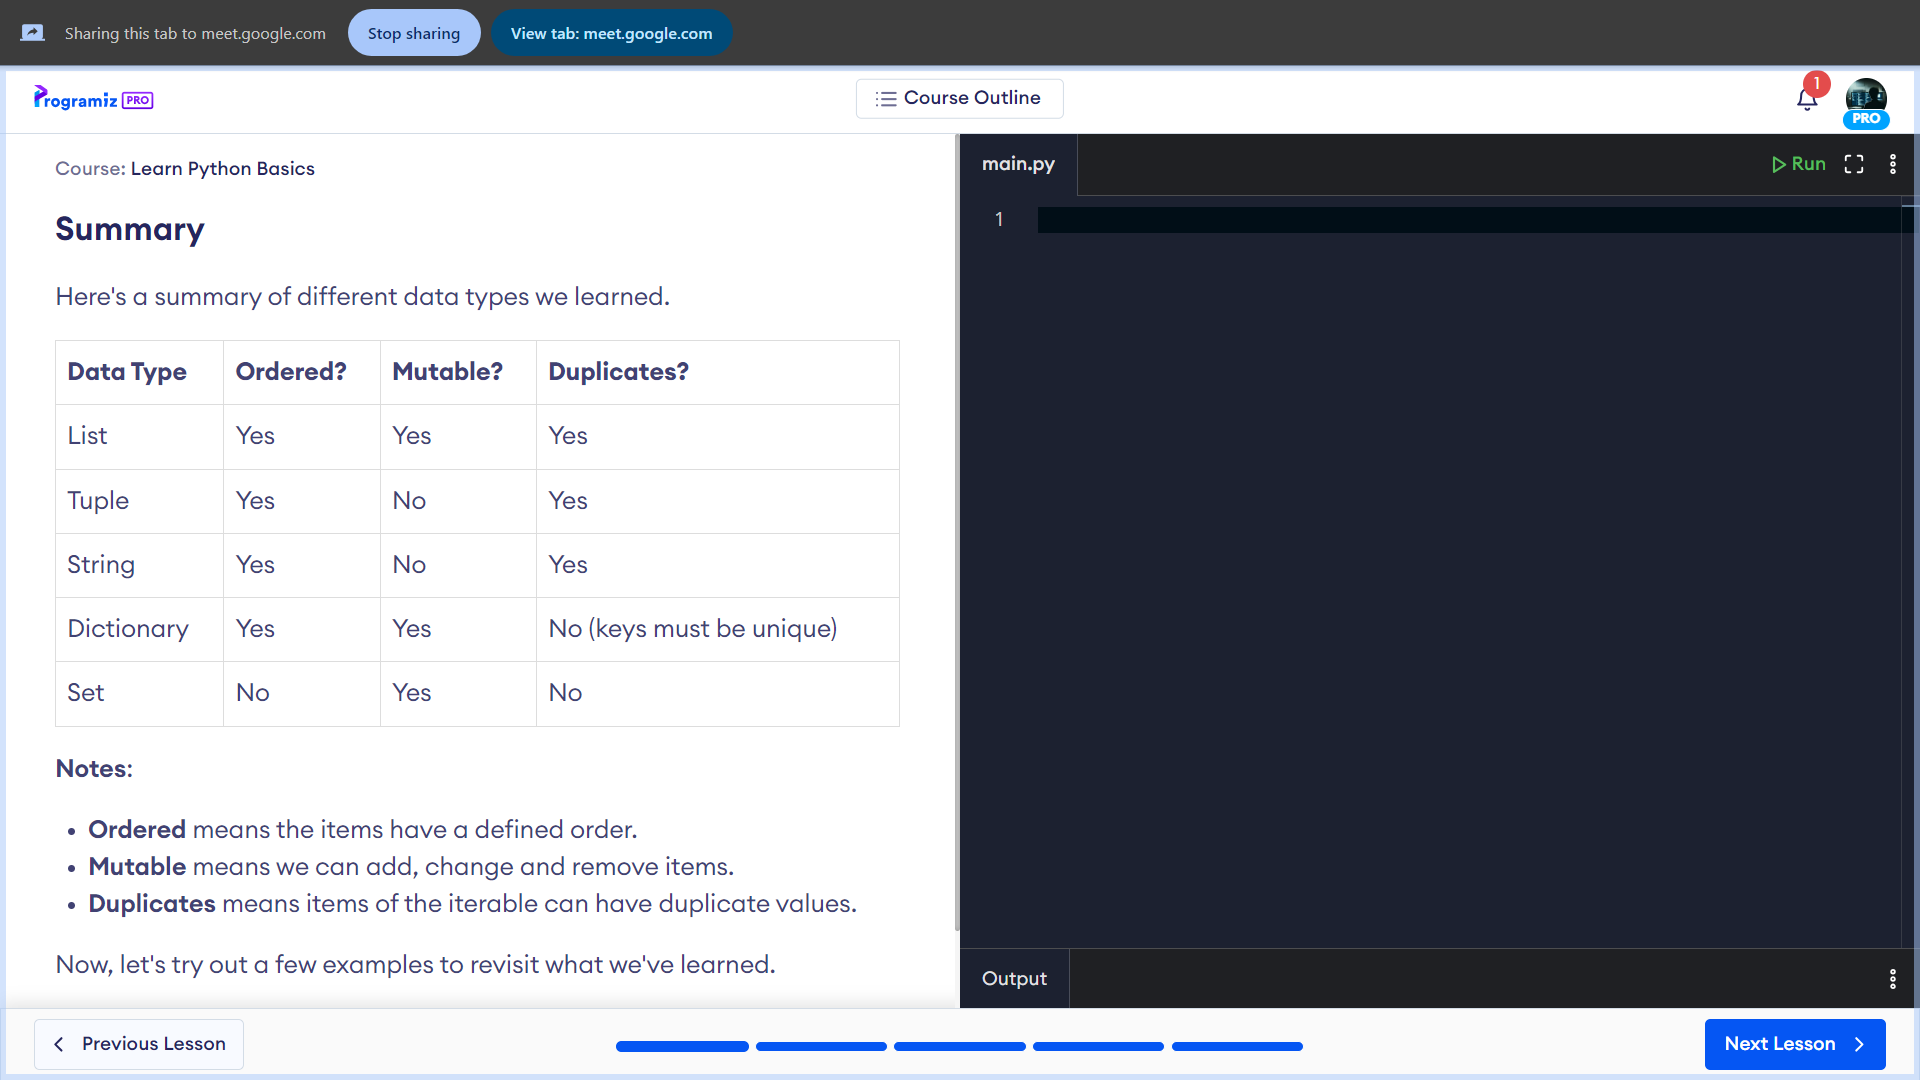 Sharing this tab to meet.google.com
Stop sharing
View tab: meet.google.com
Programiz PRO
Course Outline
1
PRO
Course: Learn Python Basics
Summary
Here's a summary of different data types we learned.
Data Type Ordered? Mutable? Duplicates?
List Yes Yes Yes
Tuple Yes No Yes
String Yes No Yes
Dictionary Yes Yes No (keys must be unique)
Set No Yes No
Notes:
• Ordered means the items have a defined order.
• Mutable means we can add, change and remove items.
• Duplicates means items of the iterable can have duplicate values.
Now, let's try out a few examples to revisit what we've learned.
main.py
Run
1
Output
Previous Lesson
Next Lesson